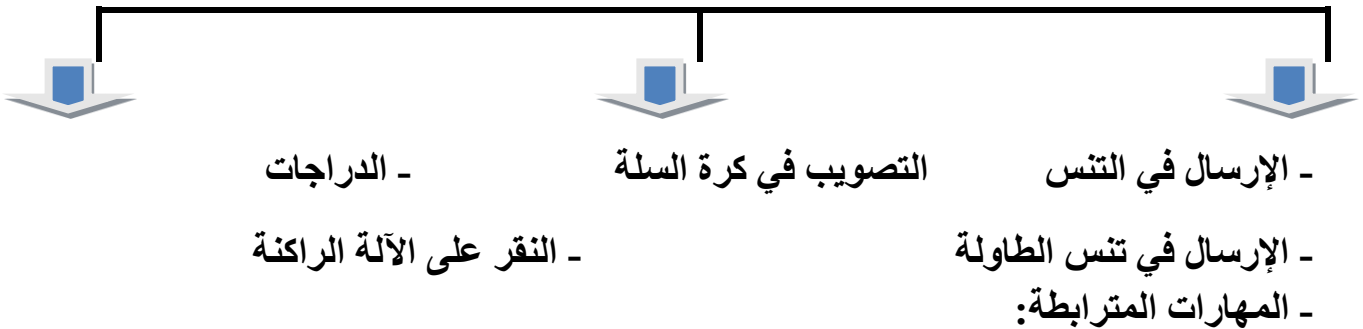 - الإرسال في التنس التصويب في كرة السلة - الدراجات
- الإرسال في تنس الطاولة - النقر على الآلة الراكنة
- المهارات المترابطة: